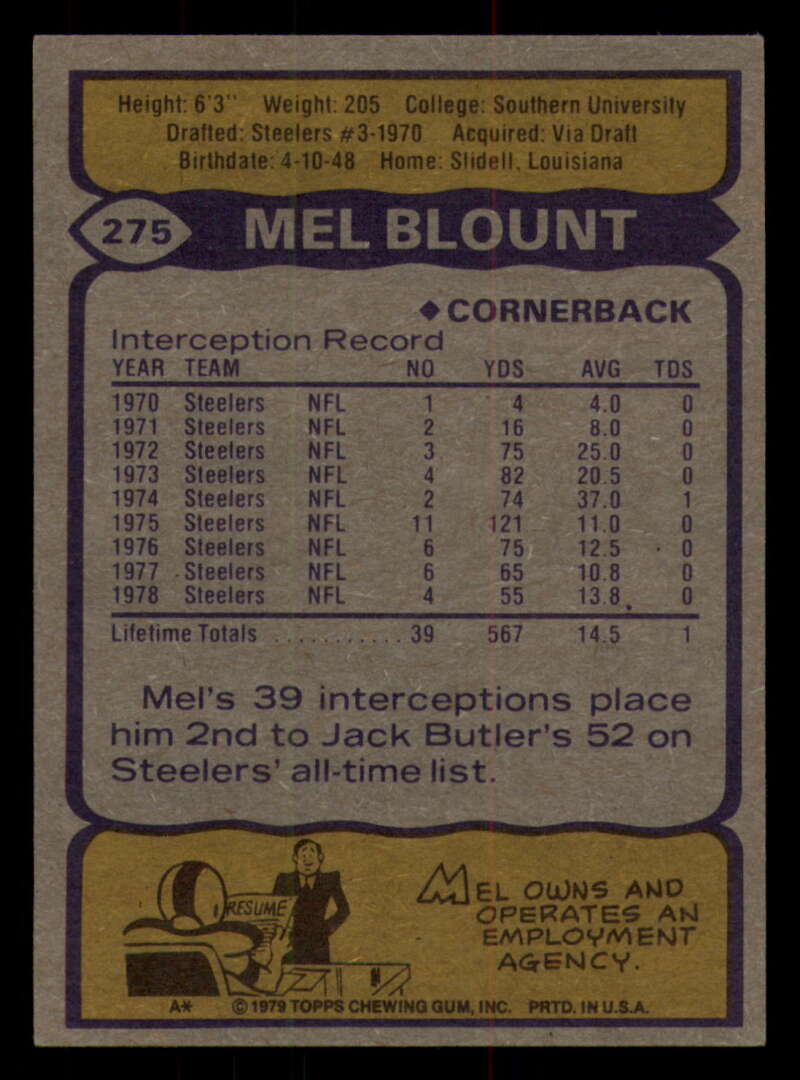 Height: 6'3" Weight: 205 College: Southern University
Drafted: Steelers #3-1970 Acquired: Via Draft
Birthdate: 4-10-48 Home: Slidell, Louisiana
275 MEL BLOUNT
◆ CORNERBACK
Interception Record
YEAR TEAM NO YDS AVG TDS
1970 Steelers NFL 1 4 4.0 0
1971 Steelers NFL 2 16 8.0 0
1972 Steelers NFL 3 75 25.0 0
1973 Steelers NFL 4 82 20.5 0
1974 Steelers NFL 2 74 37.0 1
1975 Steelers NFL 11 121 11.0 0
1976 Steelers NFL 6 75 12.5 0
1977 Steelers NFL 6 65 10.8 0
1978 Steelers NFL 4 55 13.8 0
Lifetime Totals ........... 39 567 14.5 1
Mel's 39 interceptions place
him 2nd to Jack Butler's 52 on
Steelers' all-time list.
RESUME
MEL OWNS AND
OPERATES AN
EMPLOYMENT
AGENCY.
A* © 1979 TOPPS CHEWING GUM, INC. PRTD. IN U.S.A.